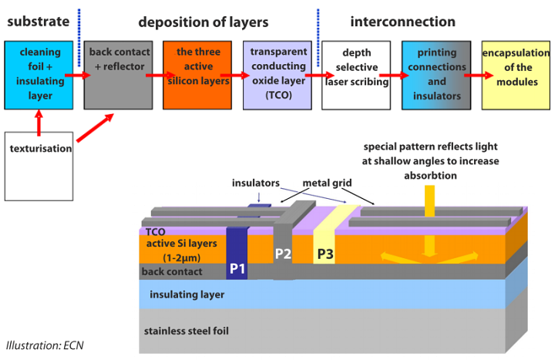 substrate
deposition of layers
interconnection
cleaning
foil +
insulating
layer
back contact
+ reflector
the three
active
silicon layers
transparent
conducting
oxide layer
(TCO)
depth
selective
laser scribing
printing
connections
and
insulators
encapsulation
of the
modules
texturisation
special pattern reflects light
at shallow angles to increase
absorbtion
insulators
metal grid
TCO
active Si layers
(1-2μm)
P1
P2
P3
back contact
insulating layer
stainless steel foil
Illustration: ECN